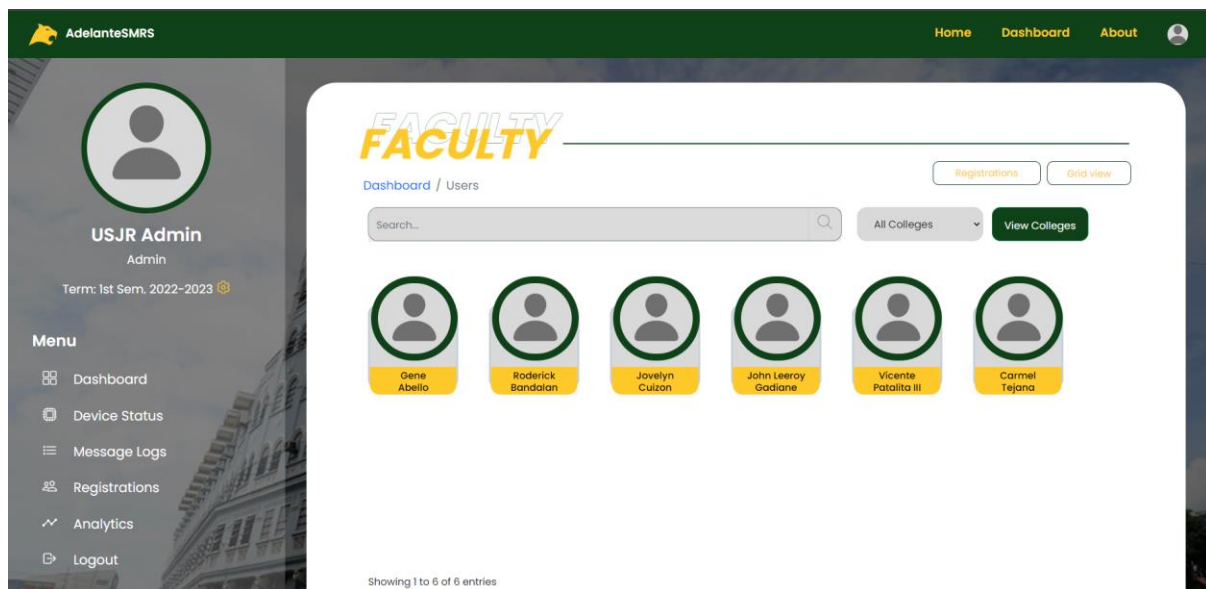 AdelanteSMRS
Home
Dashboard
About
USJR Admin
Admin
Term: 1st Sem. 2022-2023
Menu
Dashboard
Device Status
Message Logs
Registrations
Analytics
Logout
FACULTY
FACULTY
Dashboard / Users
Registrations
Grid view
Search...
All Colleges
View Colleges
Gene
Abello
Roderick
Bandalan
Jovelyn
Cuizon
John Leeroy
Gadiane
Vicente
Patalita III
Carmel
Tejana
Showing 1 to 6 of 6 entries